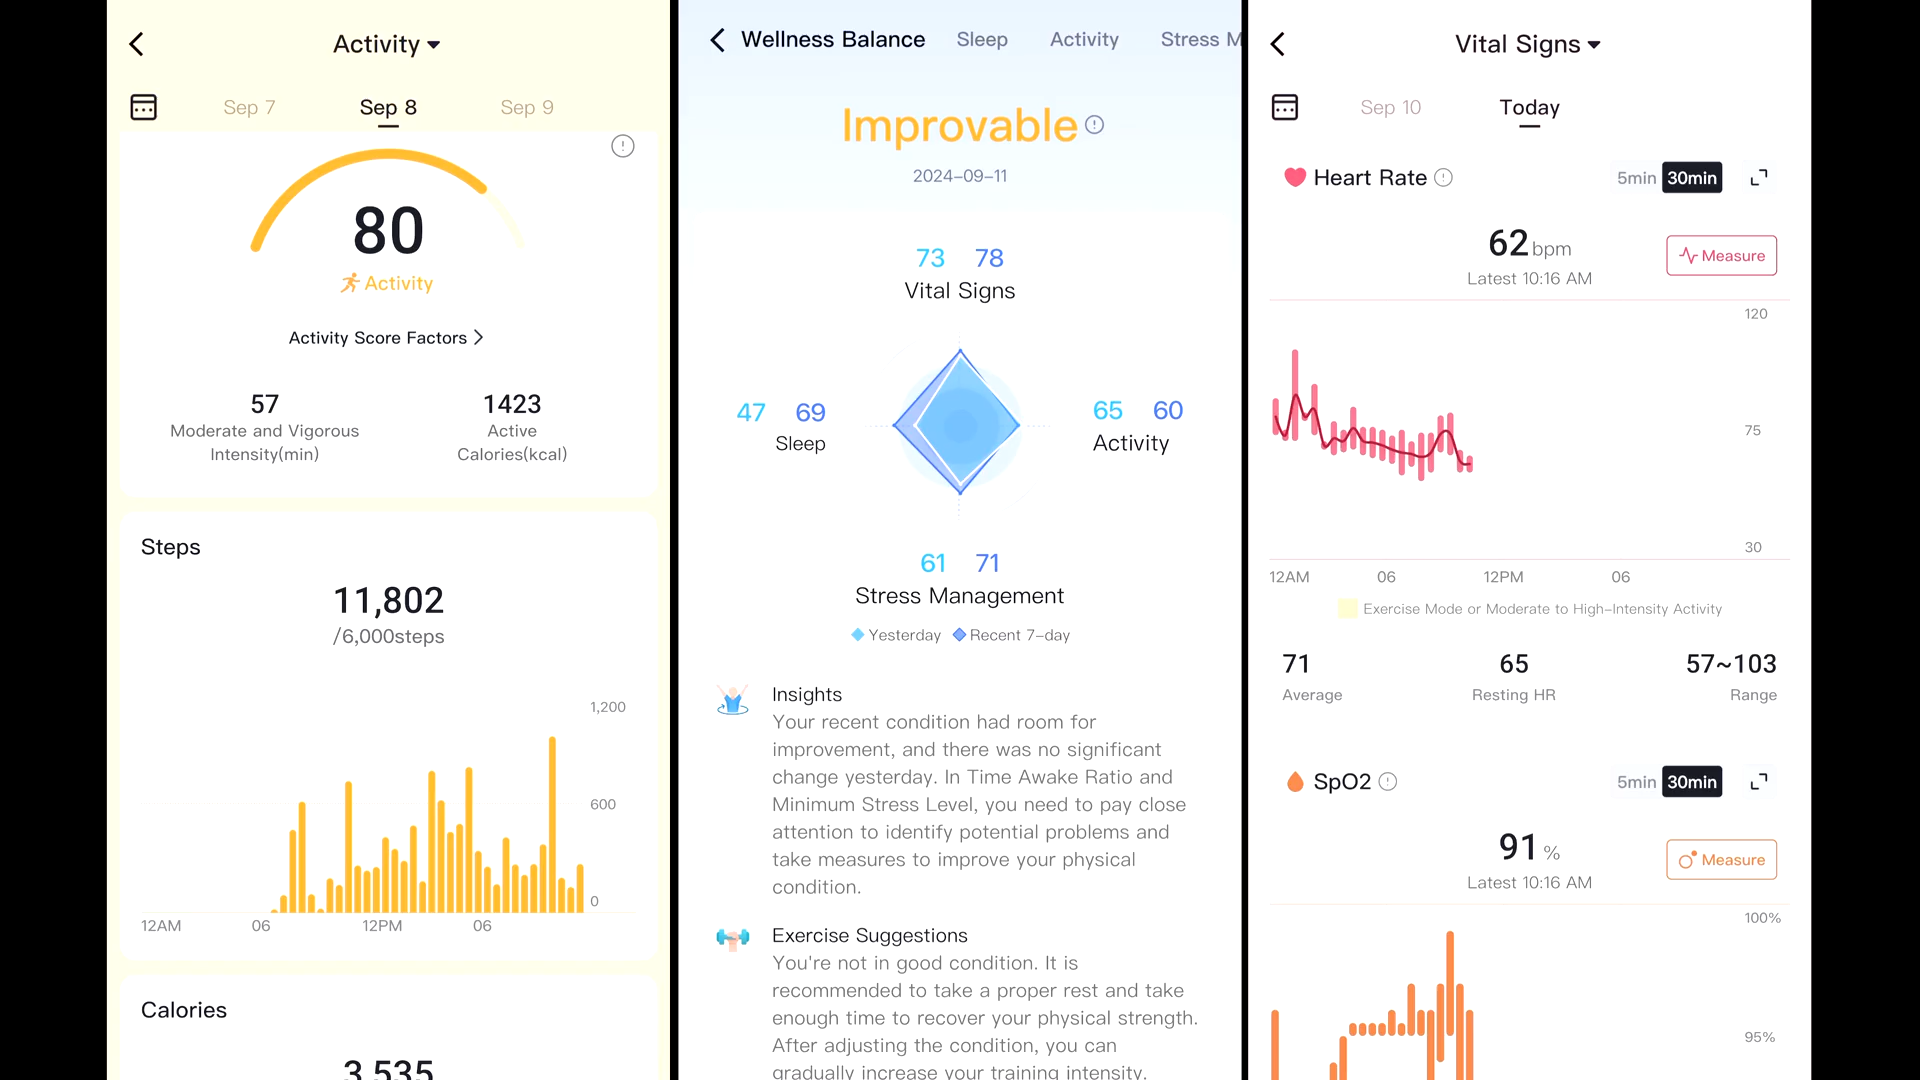 Activity
Sep 7
Sep 8
Sep 9
80
Activity
Activity Score Factors
57
Moderate and Vigorous
Intensity(min)
1423
Active
Calories(kcal)
Steps
11,802
/6,000steps
1,200
600
0
12AM
06
12PM
06
Calories
3,535
Wellness Balance
Sleep
Activity
Stress M
Improvable
2024-09-11
73 78
Vital Signs
47 69
Sleep
65 60
Activity
61 71
Stress Management
Yesterday
Recent 7-day
Insights
Your recent condition had room for
improvement, and there was no significant
change yesterday. In Time Awake Ratio and
Minimum Stress Level, you need to pay close
attention to identify potential problems and
take measures to improve your physical
condition.
Exercise Suggestions
You're not in good condition. It is
recommended to take a proper rest and take
enough time to recover your physical strength.
After adjusting the condition, you can
gradually increase your training intensity.
Vital Signs
Sep 10
Today
Heart Rate
5min
30min
62 bpm
Latest 10:16 AM
Measure
120
75
30
12AM
06
12PM
06
Exercise Mode or Moderate to High-Intensity Activity
71
Average
65
Resting HR
57~103
Range
SpO2
5min
30min
91 %
Latest 10:16 AM
Measure
100%
95%